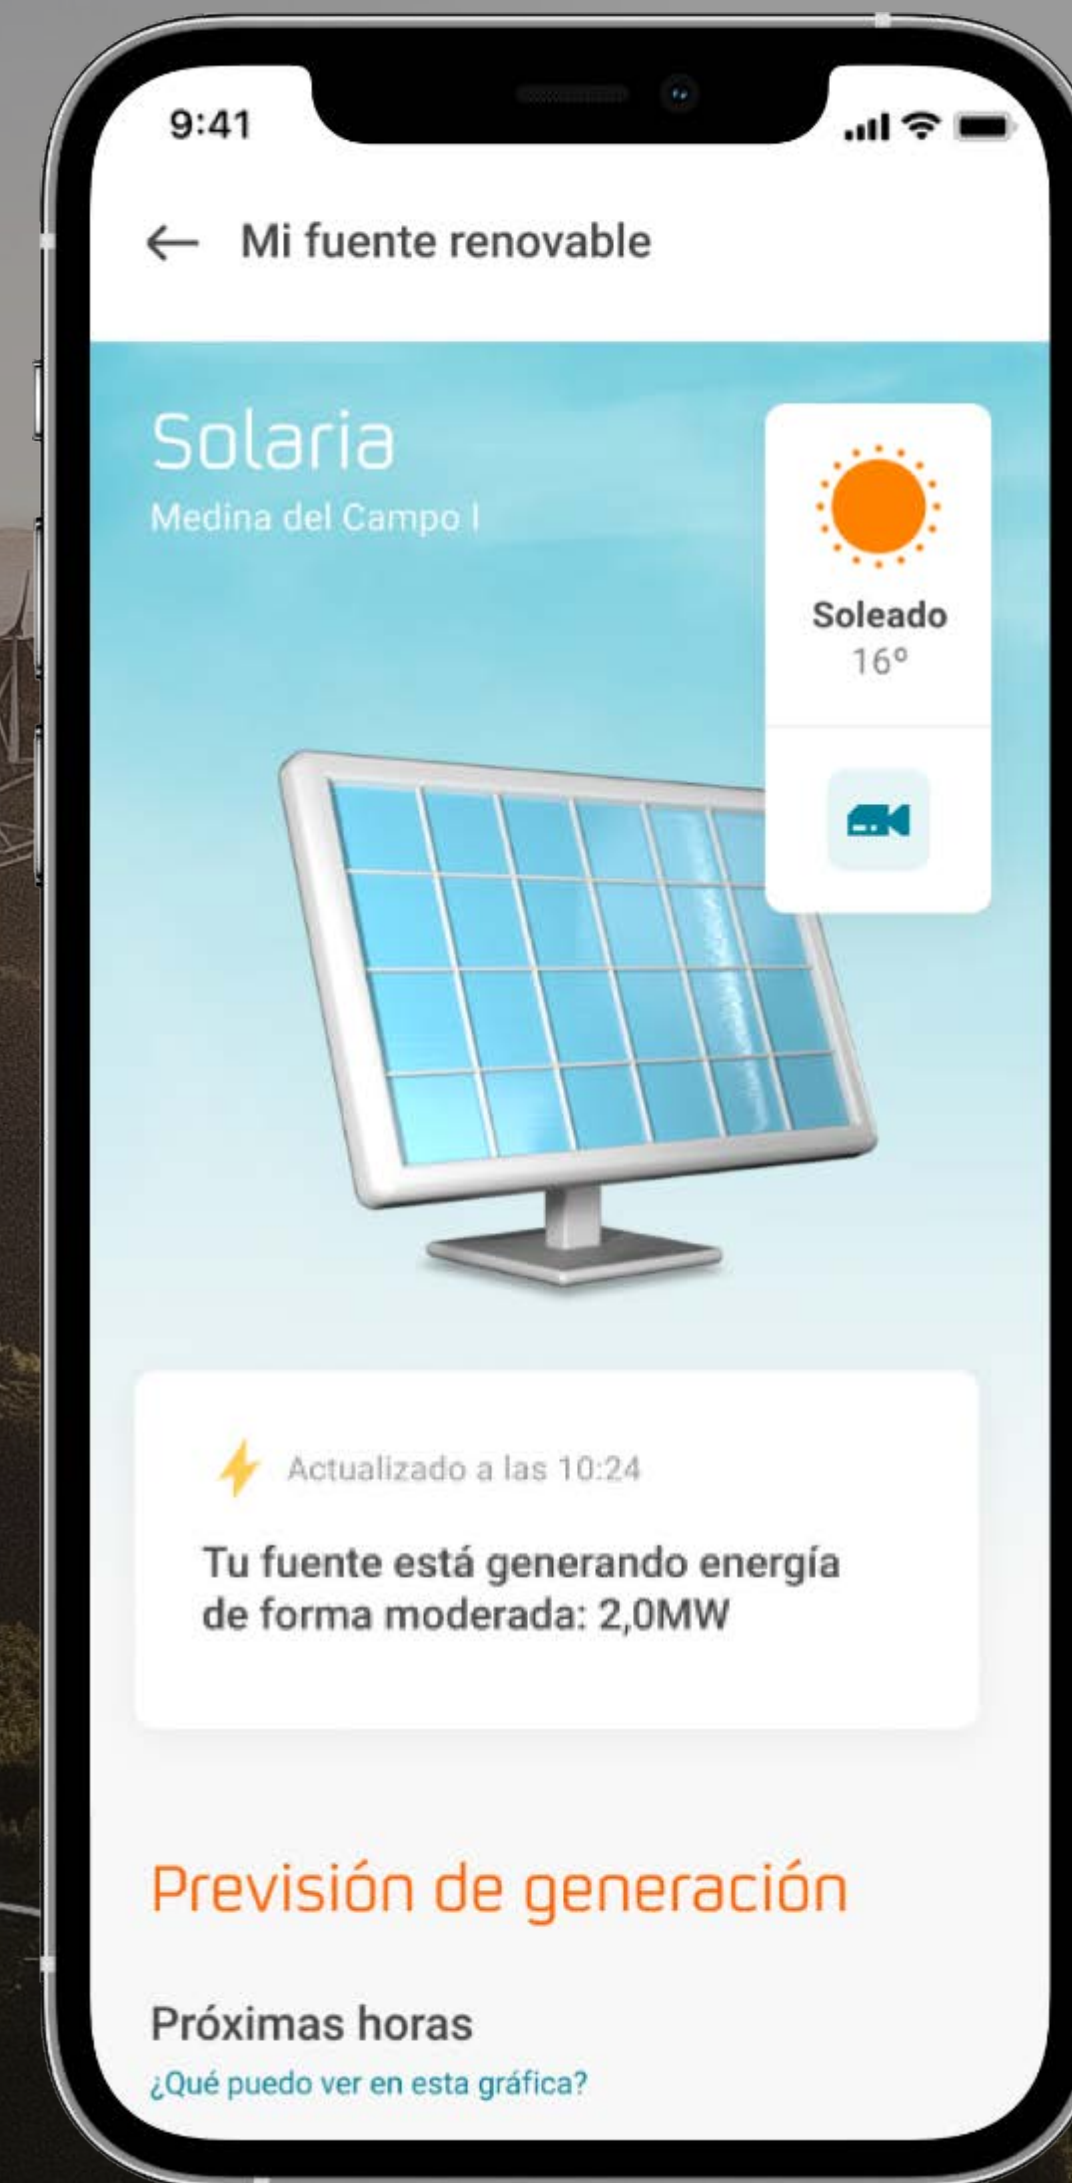 9:41
Mi fuente renovable
Solaria
Medina del Campo I
Soleado
16º
Actualizado a las 10:24
Tu fuente está generando energía
de forma moderada: 2,0MW
Previsión de generación
Próximas horas
¿Qué puedo ver en esta gráfica?